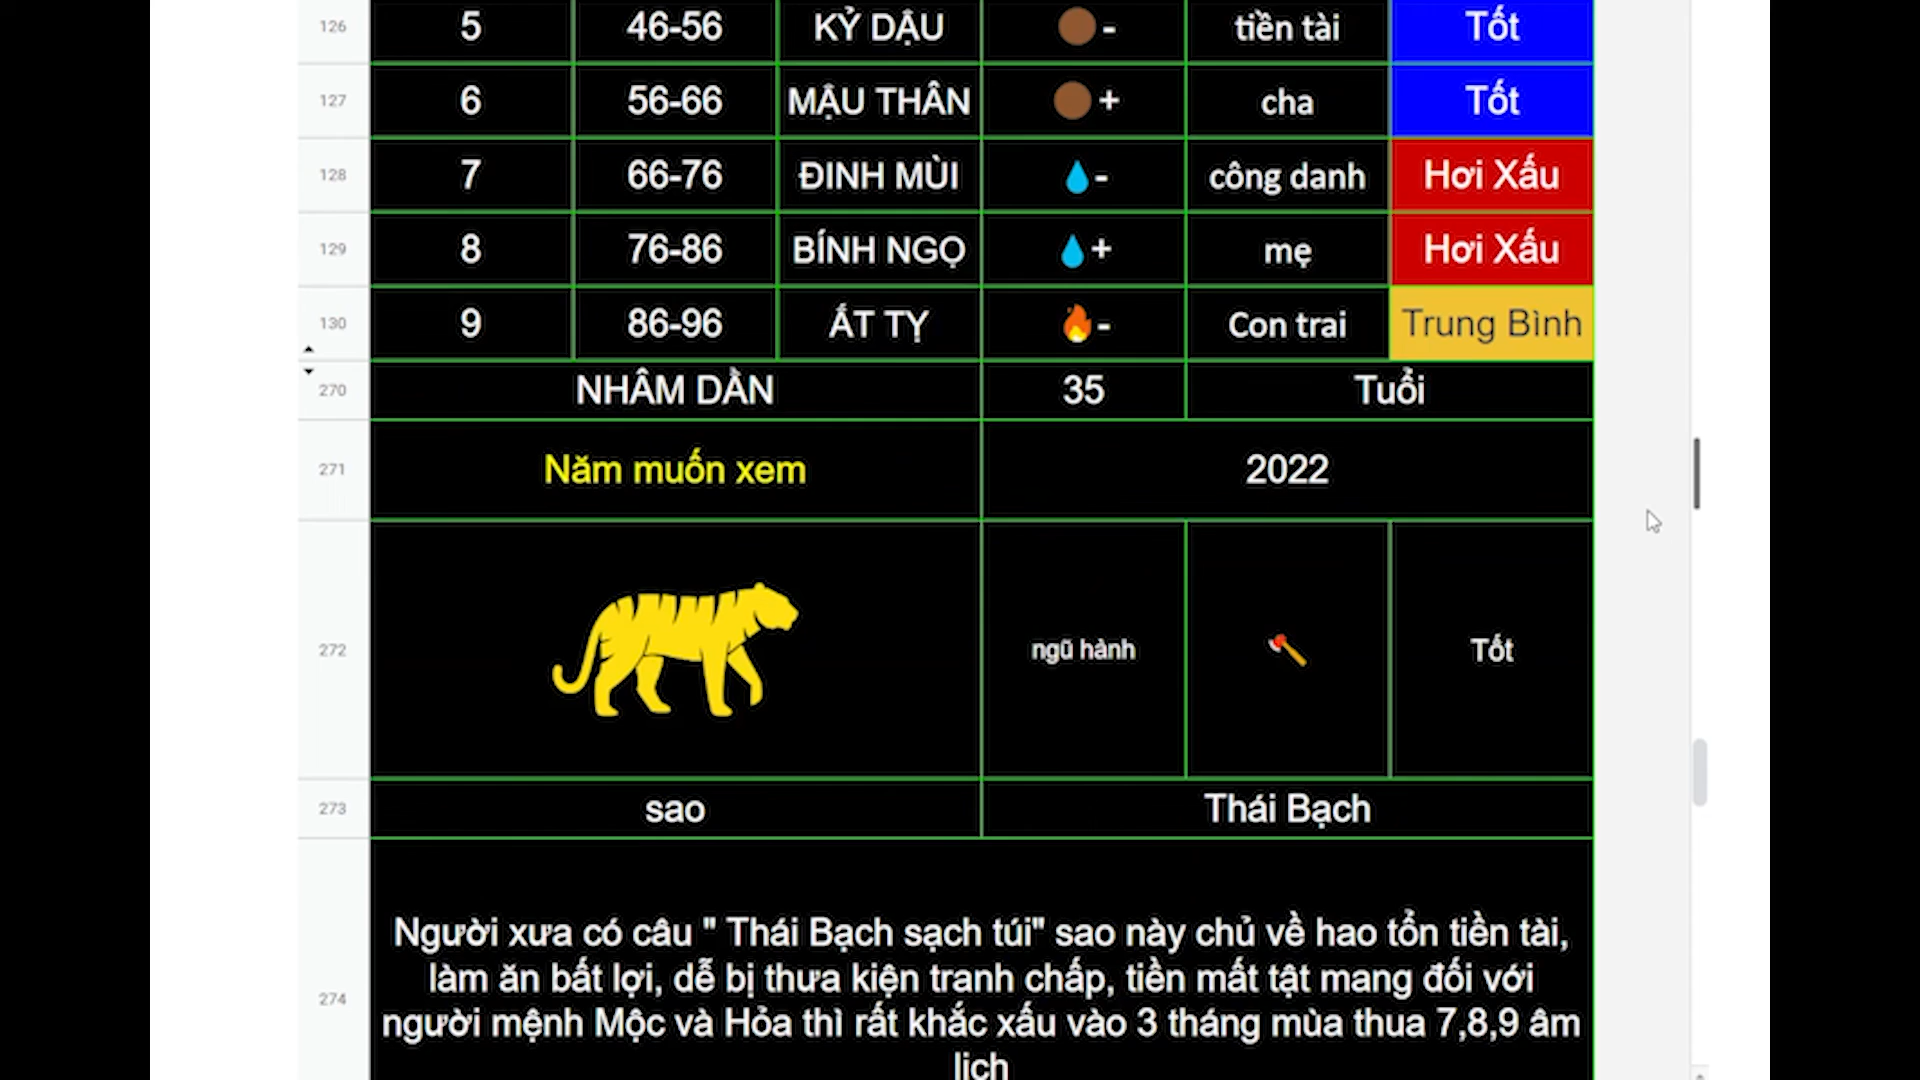 126 5 46-56 KỶ DẬU - tiền tài Tốt
127 6 56-66 MẬU THÂN + cha Tốt
128 7 66-76 ĐINH MÙI - công danh Hơi Xấu
129 8 76-86 BÍNH NGỌ + mẹ Hơi Xấu
130 9 86-96 ẤT TỴ - Con trai Trung Bình
270 NHÂM DẦN 35 Tuổi
271 Năm muốn xem 2022
272 ngũ hành Tốt
273 sao Thái Bạch
274
Người xưa có câu " Thái Bạch sạch túi" sao này chủ về hao tổn tiền tài,
làm ăn bất lợi, dễ bị thưa kiện tranh chấp, tiền mất tật mang đối với
người mệnh Mộc và Hỏa thì rất khắc xấu vào 3 tháng mùa thua 7,8,9 âm
lịch